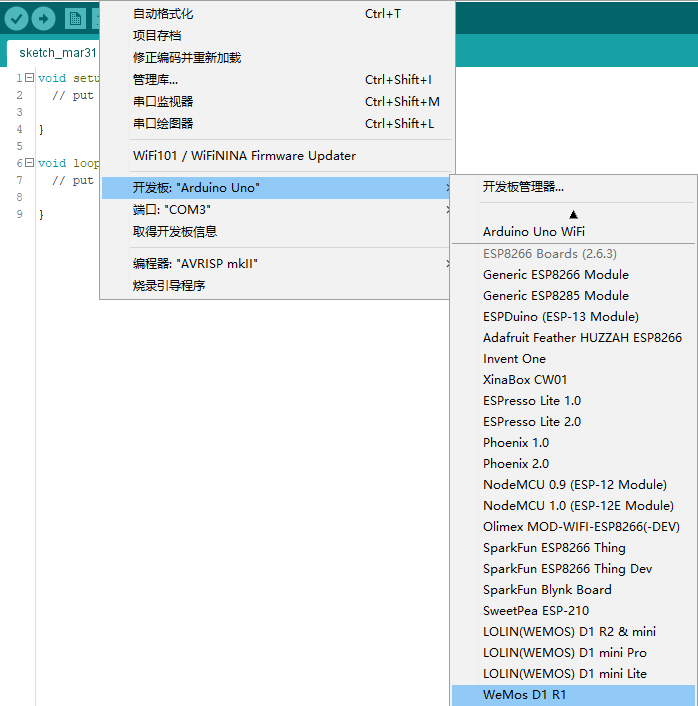 自动格式化 Ctrl+T
项目存档
修正编码并重新加载
管理库... Ctrl+Shift+I
串口监视器 Ctrl+Shift+M
串口绘图器 Ctrl+Shift+L
WiFi101 / WiFiNINA Firmware Updater
开发板: "Arduino Uno"
端口: "COM3"
取得开发板信息
编程器: "AVRISP mkII"
烧录引导程序
sketch_mar31
1 void setu
2 // put
3
4 }
5
6 void loop
7 // put
8
9 }
开发板管理器...
▲
Arduino Uno WiFi
ESP8266 Boards (2.6.3)
Generic ESP8266 Module
Generic ESP8285 Module
ESPDuino (ESP-13 Module)
Adafruit Feather HUZZAH ESP8266
Invent One
XinaBox CW01
ESPresso Lite 1.0
ESPresso Lite 2.0
Phoenix 1.0
Phoenix 2.0
NodeMCU 0.9 (ESP-12 Module)
NodeMCU 1.0 (ESP-12E Module)
Olimex MOD-WIFI-ESP8266(-DEV)
SparkFun ESP8266 Thing
SparkFun ESP8266 Thing Dev
SparkFun Blynk Board
SweetPea ESP-210
LOLIN(WEMOS) D1 R2 & mini
LOLIN(WEMOS) D1 mini Pro
LOLIN(WEMOS) D1 mini Lite
WeMos D1 R1